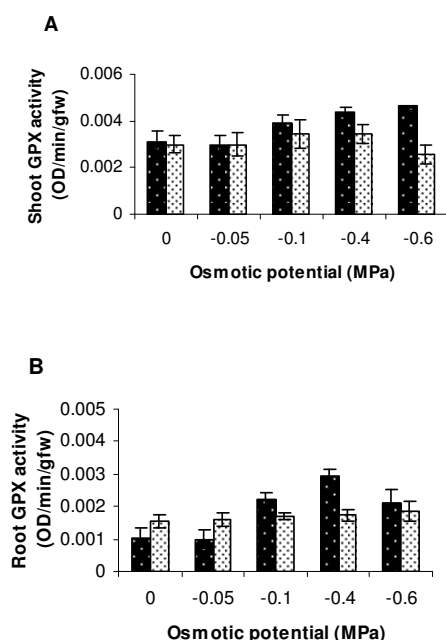 A
Shoot GPX activity
(OD/min/gfw)
0.006
0.004
0.002
0
0 -0.05 -0.1 -0.4 -0.6
Osmotic potential (MPa)
B
Root GPX activity
(OD/min/gfw)
0.005
0.004
0.003
0.002
0.001
0
0 -0.05 -0.1 -0.4 -0.6
Osmotic potential (MPa)